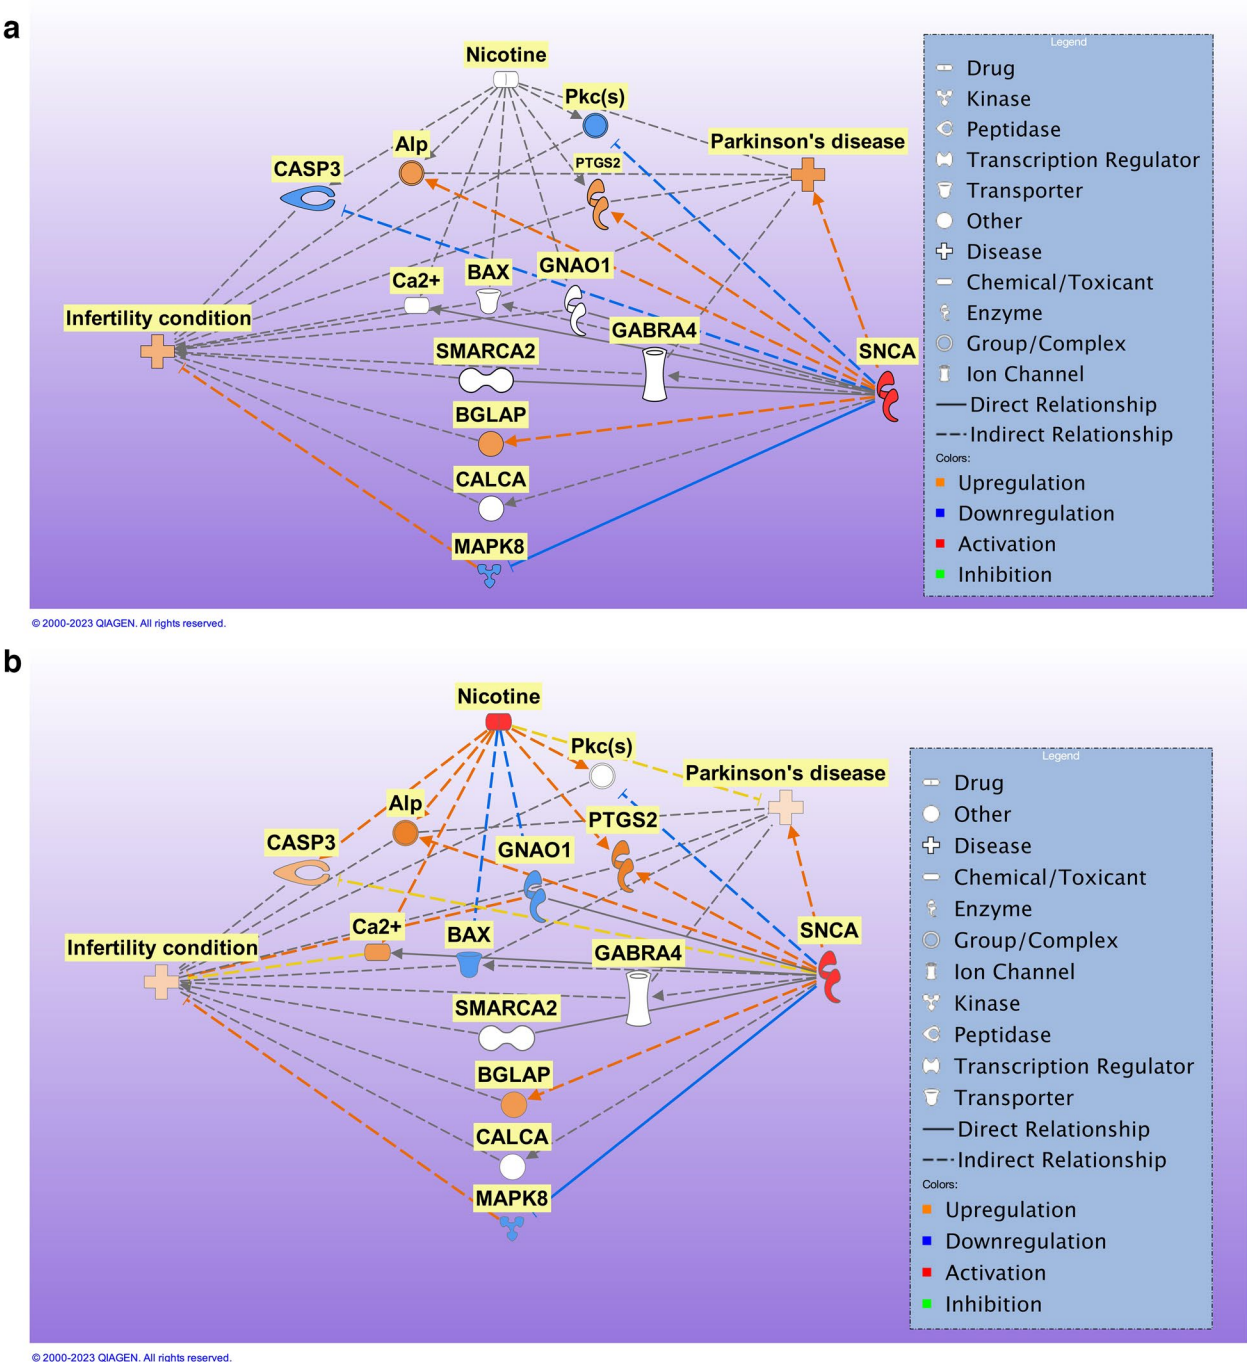 a
Nicotine
Pkc(s)
Alp
Parkinson's disease
CASP3
PTGS2
Ca2+
BAX
GNAO1
Infertility condition
GABRA4
SMARCA2
SNCA
BGLAP
CALCA
MAPK8
Legend
Drug
Kinase
Peptidase
Transcription Regulator
Transporter
Other
Disease
Chemical/Toxicant
Enzyme
Group/Complex
Ion Channel
Direct Relationship
Indirect Relationship
Colors:
Upregulation
Downregulation
Activation
Inhibition
© 2000-2023 QIAGEN. All rights reserved.
b
Nicotine
Pkc(s)
Parkinson's disease
Alp
PTGS2
CASP3
GNAO1
Ca2+
BAX
SNCA
Infertility condition
GABRA4
SMARCA2
BGLAP
CALCA
MAPK8
Legend
Drug
Other
Disease
Chemical/Toxicant
Enzyme
Group/Complex
Ion Channel
Kinase
Peptidase
Transcription Regulator
Transporter
Direct Relationship
Indirect Relationship
Colors:
Upregulation
Downregulation
Activation
Inhibition
© 2000-2023 QIAGEN. All rights reserved.